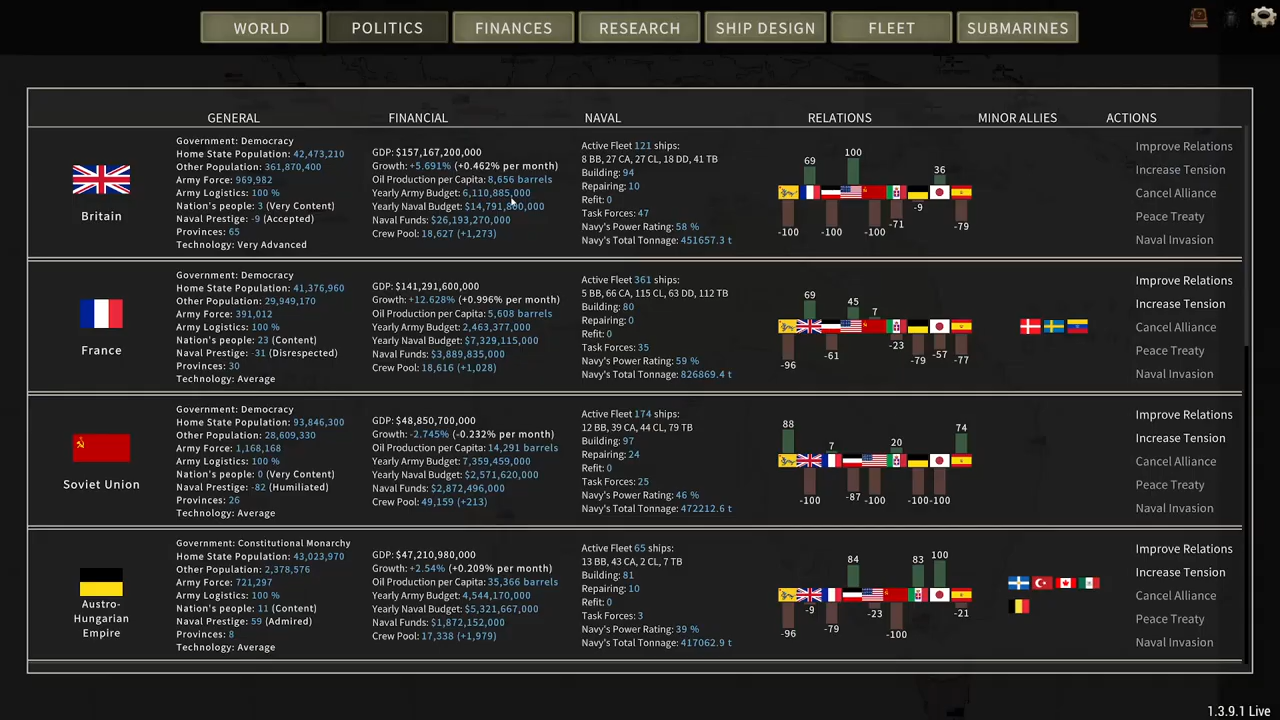 WORLD
POLITICS
FINANCES
RESEARCH
SHIP DESIGN
FLEET
SUBMARINES
GENERAL
FINANCIAL
NAVAL
RELATIONS
MINOR ALLIES
ACTIONS
Britain
Government: Democracy
Home State Population: 42,473,210
Other Population: 361,870,400
Army Force: 969,982
Army Logistics: 100 %
Nation's people: 3 (Very Content)
Naval Prestige: -9 (Accepted)
Provinces: 65
Technology: Very Advanced
GDP: $157,167,200,000
Growth: +5.691% (+0.462% per month)
Oil Production per Capita: 8,656 barrels
Yearly Army Budget: 6,110,885,000
Yearly Naval Budget: $14,791,800,000
Naval Funds: $26,193,270,000
Crew Pool: 18,627 (+1,273)
Active Fleet 121 ships:
8 BB, 27 CA, 27 CL, 18 DD, 41 TB
Building: 94
Repairing: 10
Refit: 0
Task Forces: 47
Navy's Power Rating: 58 %
Navy's Total Tonnage: 451657.3 t
69 100 36
-9
-100 -100 -100 -71 -79
Improve Relations
Increase Tension
Cancel Alliance
Peace Treaty
Naval Invasion
France
Government: Democracy
Home State Population: 41,376,960
Other Population: 29,949,170
Army Force: 391,012
Army Logistics: 100 %
Nation's people: 23 (Content)
Naval Prestige: -31 (Disrespected)
Provinces: 30
Technology: Average
GDP: $141,291,600,000
Growth: +12.628% (+0.996% per month)
Oil Production per Capita: 5,608 barrels
Yearly Army Budget: 2,463,377,000
Yearly Naval Budget: $7,329,115,000
Naval Funds: $3,889,835,000
Crew Pool: 18,616 (+1,028)
Active Fleet 361 ships:
5 BB, 66 CA, 115 CL, 63 DD, 112 TB
Building: 80
Repairing: 0
Refit: 0
Task Forces: 35
Navy's Power Rating: 59 %
Navy's Total Tonnage: 826869.4 t
69 45 7
-96 -61 -23 -79 -57 -77
Improve Relations
Increase Tension
Cancel Alliance
Peace Treaty
Naval Invasion
Soviet Union
Government: Democracy
Home State Population: 93,846,300
Other Population: 28,609,330
Army Force: 1,168,168
Army Logistics: 100 %
Nation's people: 0 (Very Content)
Naval Prestige: -82 (Humiliated)
Provinces: 26
Technology: Average
GDP: $48,850,700,000
Growth: -2.745% (-0.232% per month)
Oil Production per Capita: 14,291 barrels
Yearly Army Budget: 7,359,459,000
Yearly Naval Budget: $2,571,620,000
Naval Funds: $2,872,496,000
Crew Pool: 49,159 (+213)
Active Fleet 174 ships:
12 BB, 39 CA, 44 CL, 79 TB
Building: 97
Repairing: 24
Refit: 0
Task Forces: 25
Navy's Power Rating: 46 %
Navy's Total Tonnage: 472212.6 t
88 7 20 74
-100 -87 -100 -100 -100
Improve Relations
Increase Tension
Cancel Alliance
Peace Treaty
Naval Invasion
Austro-
Hungarian
Empire
Government: Constitutional Monarchy
Home State Population: 43,023,970
Other Population: 2,378,576
Army Force: 721,297
Army Logistics: 100 %
Nation's people: 11 (Content)
Naval Prestige: 59 (Admired)
Provinces: 8
Technology: Average
GDP: $47,210,980,000
Growth: +2.54% (+0.209% per month)
Oil Production per Capita: 35,366 barrels
Yearly Army Budget: 4,544,170,000
Yearly Naval Budget: $5,321,667,000
Naval Funds: $1,872,152,000
Crew Pool: 17,338 (+1,979)
Active Fleet 65 ships:
13 BB, 43 CA, 2 CL, 7 TB
Building: 81
Repairing: 10
Refit: 0
Task Forces: 3
Navy's Power Rating: 39 %
Navy's Total Tonnage: 417062.9 t
84 83 100
-96 -9 -79 -23 -100 -21
Improve Relations
Increase Tension
Cancel Alliance
Peace Treaty
Naval Invasion
1.3.9.1 Live